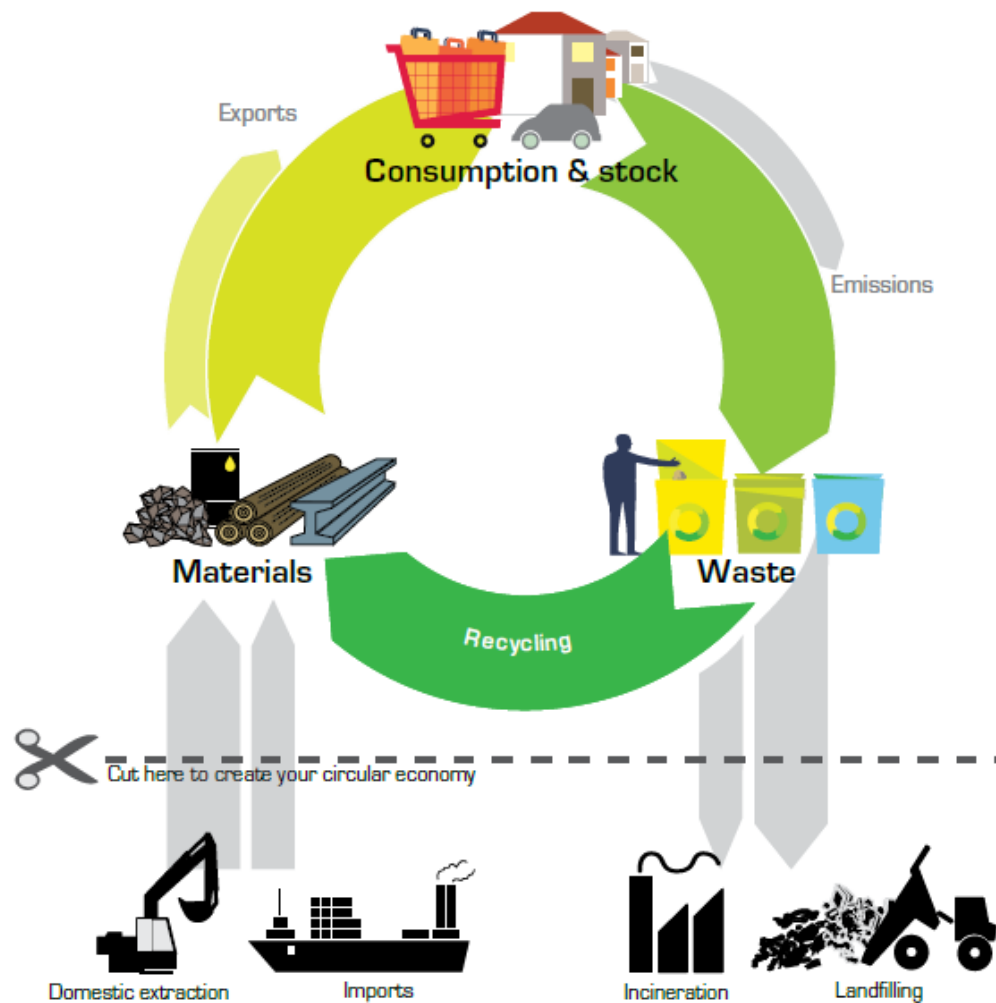 Exports
Consumption & stock
Emissions
Materials
Waste
Recycling
Cut here to create your circular economy
Domestic extraction
Imports
Incineration
Landfilling